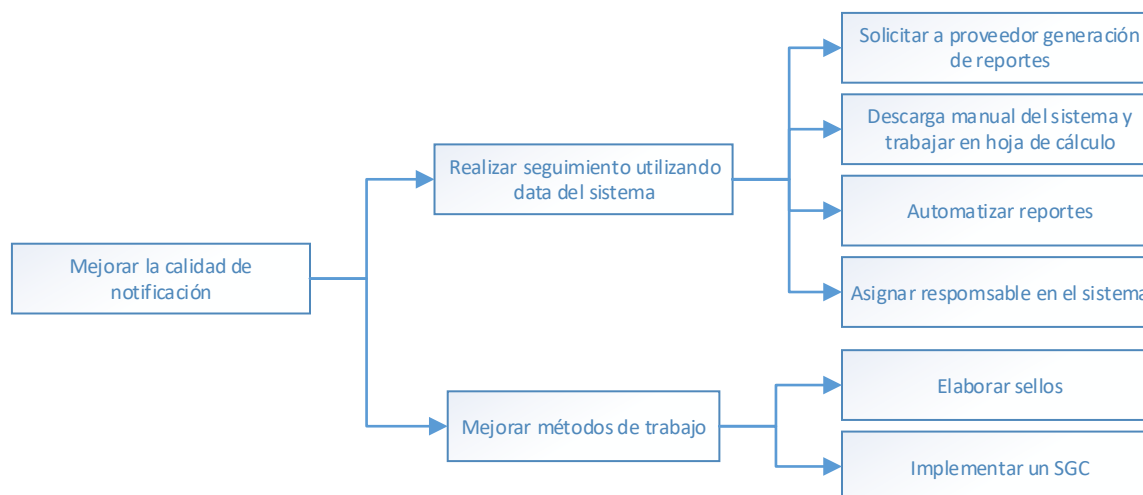 Solicitar a proveedor generación
de reportes
Descarga manual del sistema y
trabajar en hoja de cálculo
Realizar seguimiento utilizando
data del sistema
Automatizar reportes
Mejorar la calidad de
notificación
Asignar respomsable en el sistema
Elaborar sellos
Mejorar métodos de trabajo
Implementar un SGC